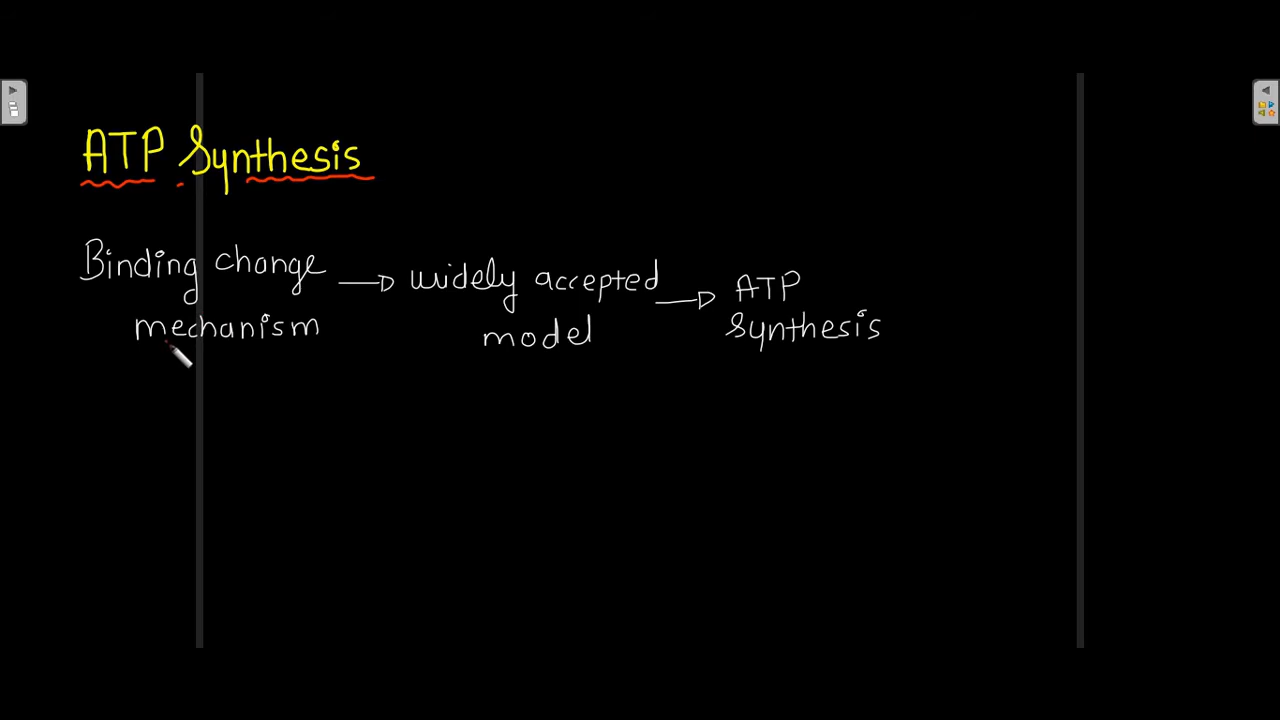 ATP Synthesis
Binding change
mechanism
widely accepted
model
ATP
Synthesis